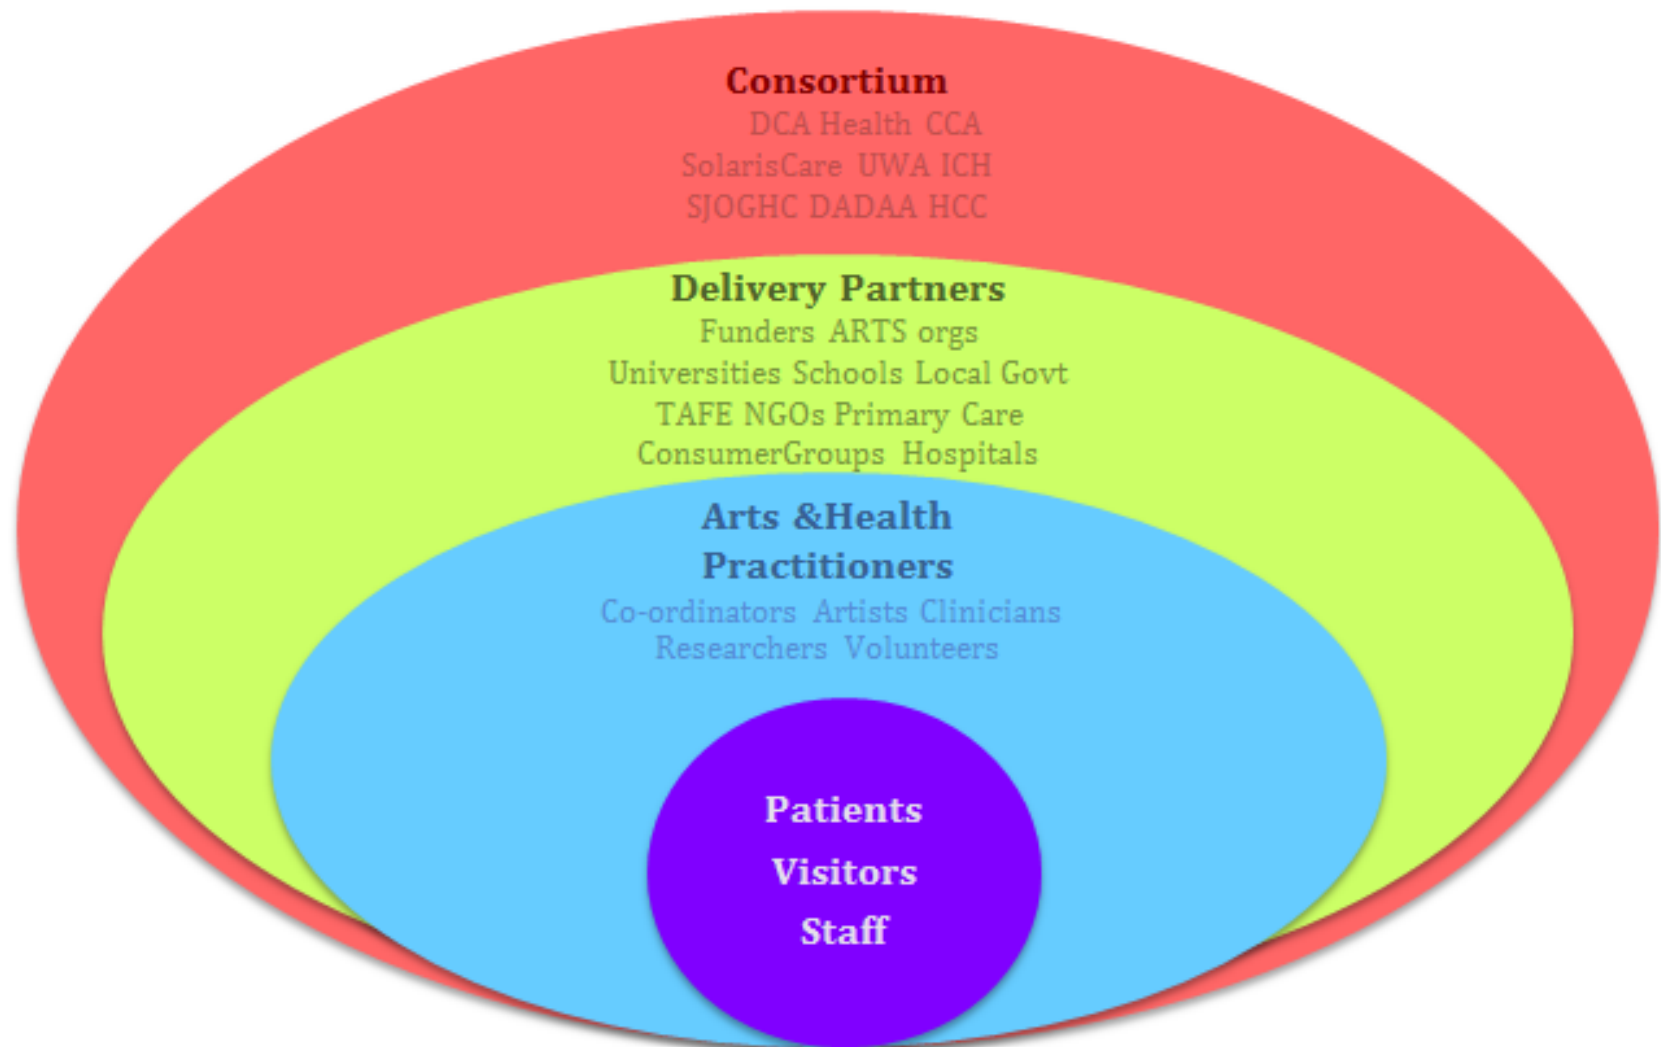 Consortium
DCA Health CCA
SolarisCare UWA ICH
SJOGHC DADAA HCC
Delivery Partners
Funders ARTS orgs
Universities Schools Local Govt
TAFE NGOs Primary Care
ConsumerGroups Hospitals
Arts &Health
Practitioners
Co-ordinators Artists Clinicians
Researchers Volunteers
Patients
Visitors
Staff